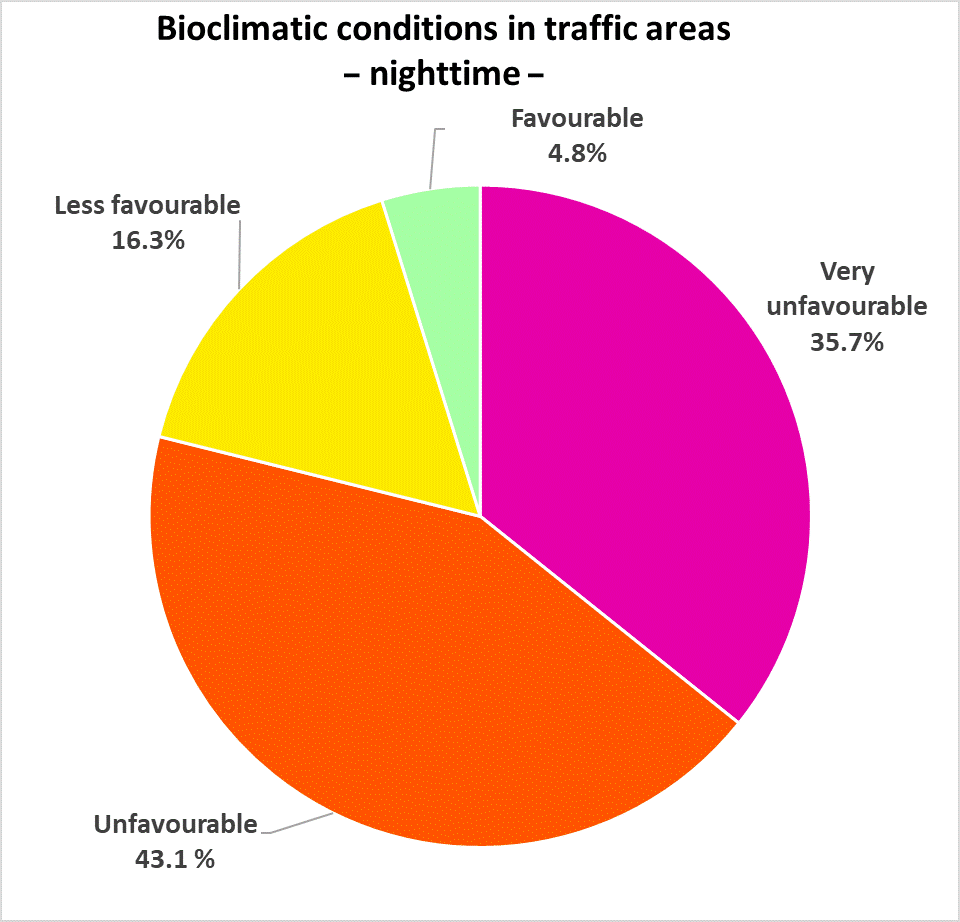 Bioclimatic conditions in traffic areas
– nighttime –
Favourable
4.8%
Less favourable
16.3%
Very
unfavourable
35.7%
Unfavourable
43.1 %